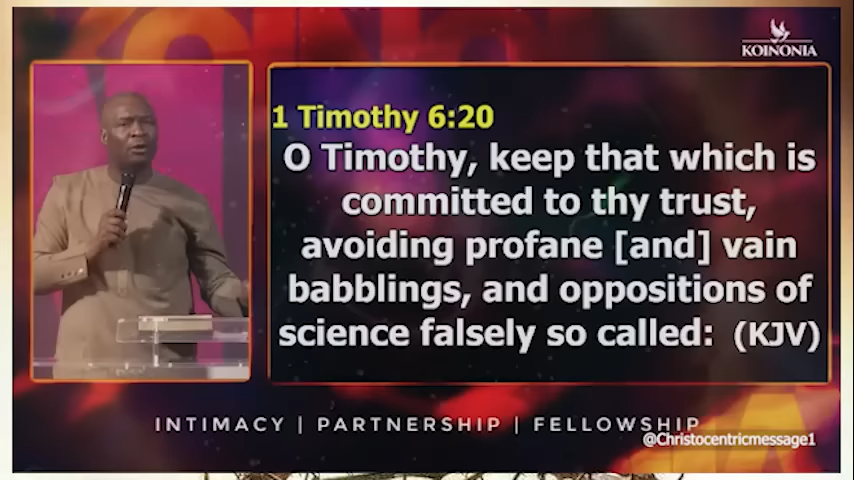 KOINONIA
1 Timothy 6:20
O Timothy, keep that which is
committed to thy trust,
avoiding profane [and] vain
babblings, and oppositions of
science falsely so called: (KJV)
INTIMACY | PARTNERSHIP | FELLOWSHIP
@Christocentricmessage1